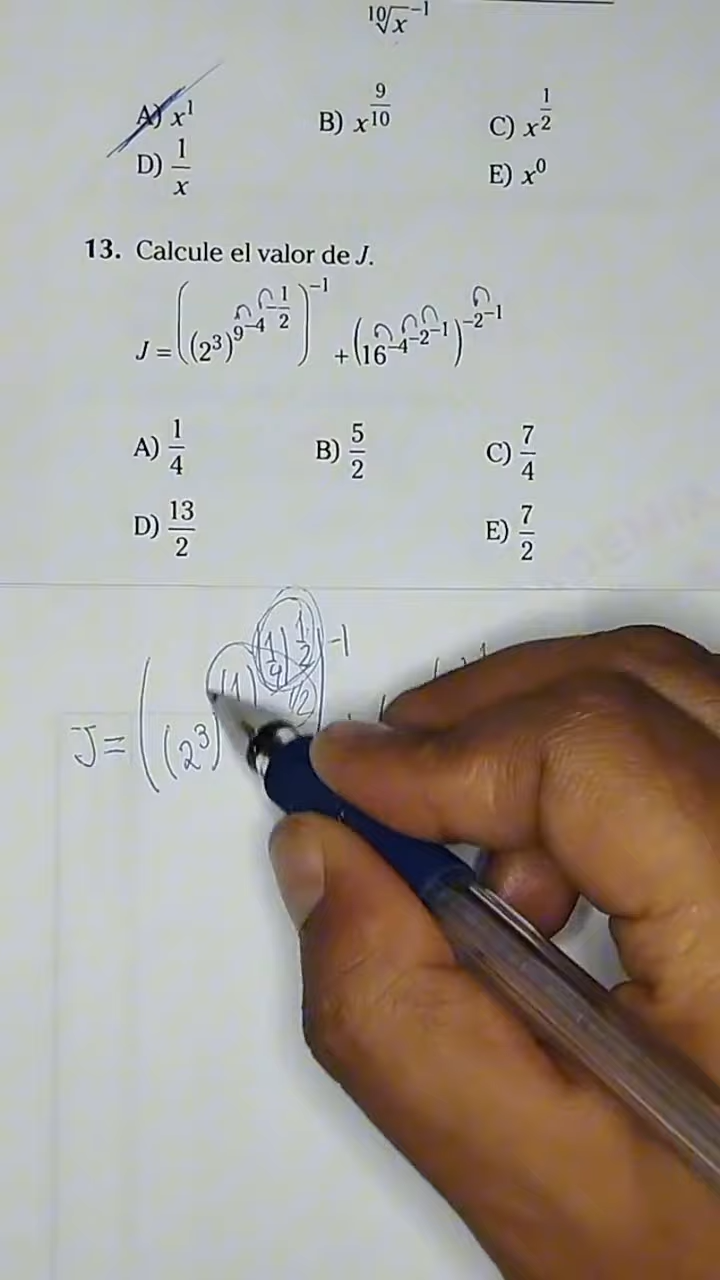 ¹⁰√x⁻¹
A) x¹ B) x^(9/10) C) x^(1/2)
D) 1/x E) x⁰
13. Calcule el valor de J.
J = ((2³)^(9^(-4^(-1/2))))^(-1) + (16^(-4^(-2^(-1))))^(-2^(-1))
A) 1/4 B) 5/2 C) 7/4
D) 13/2 E) 7/2
J = ((2³)